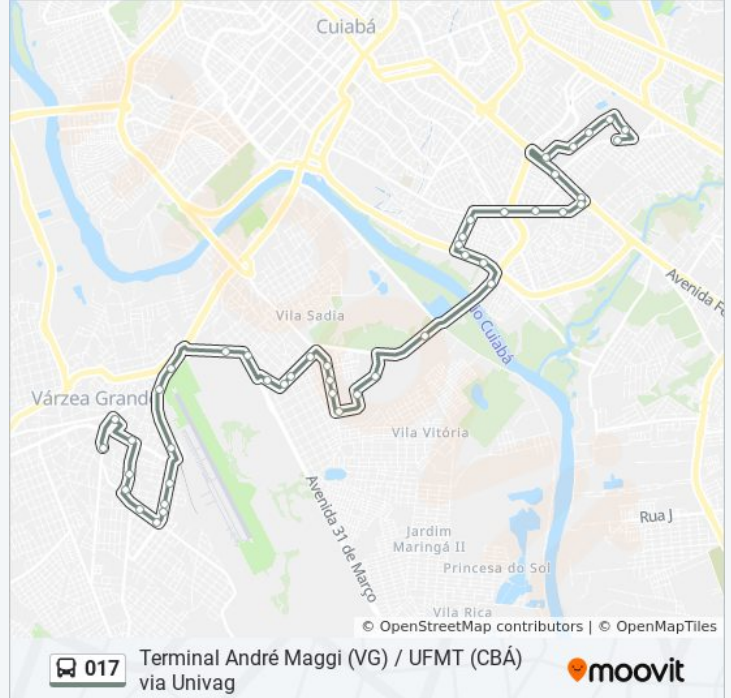 Cuiabá
Vila Sadia
Avenida F
io Cuiabá
Várzea Grand
Vila Vitória
Avenida 31 de Março
Rua J
Jardim
Maringá II
Princesa do Sol
Vila Rica
© OpenStreetMap contributors | © OpenMapTiles
017
Terminal André Maggi (VG) / UFMT (CBÁ)
via Univag
moovit